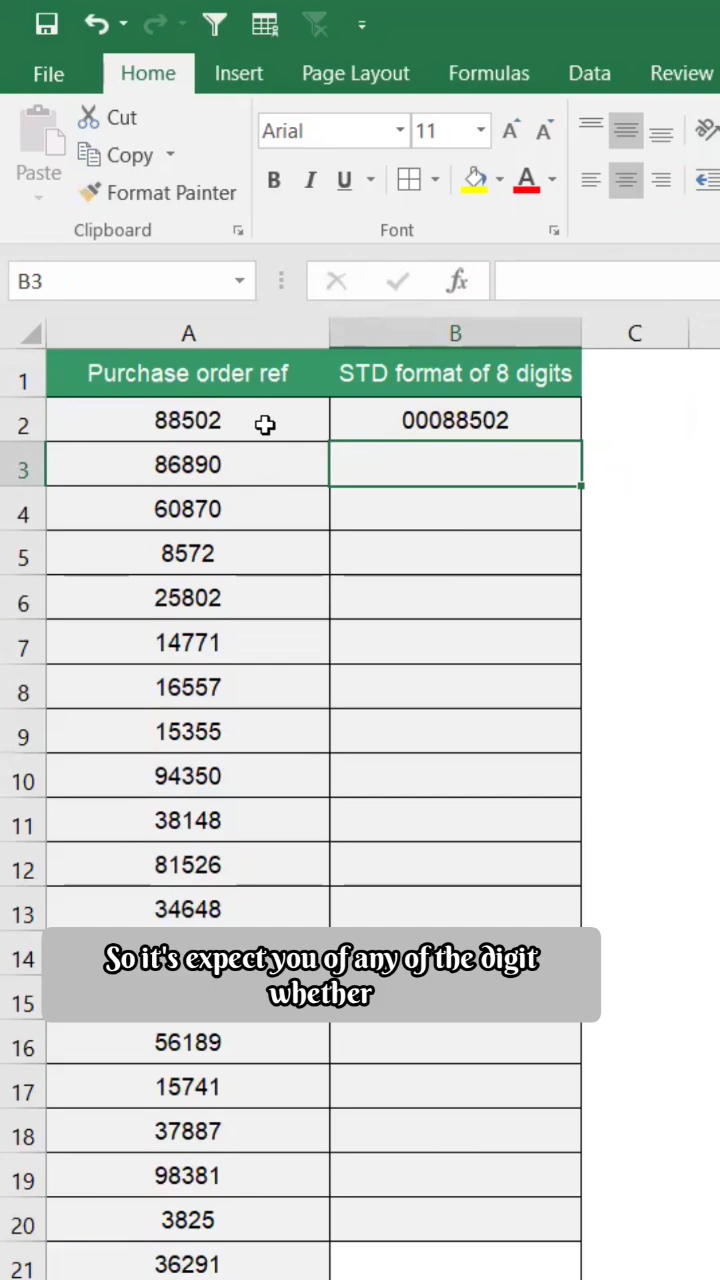 File Home Insert Page Layout Formulas Data Review
Paste
Cut
Copy
Format Painter
Clipboard
Arial 11 A A
B I U A
Font
B3 fx
A B C
1 Purchase order ref STD format of 8 digits
2 88502 00088502
3 86890
4 60870
5 8572
6 25802
7 14771
8 16557
9 15355
10 94350
11 38148
12 81526
13 34648
14
15
So it's expect you of any of the digit
whether
16 56189
17 15741
18 37887
19 98381
20 3825
21 36291